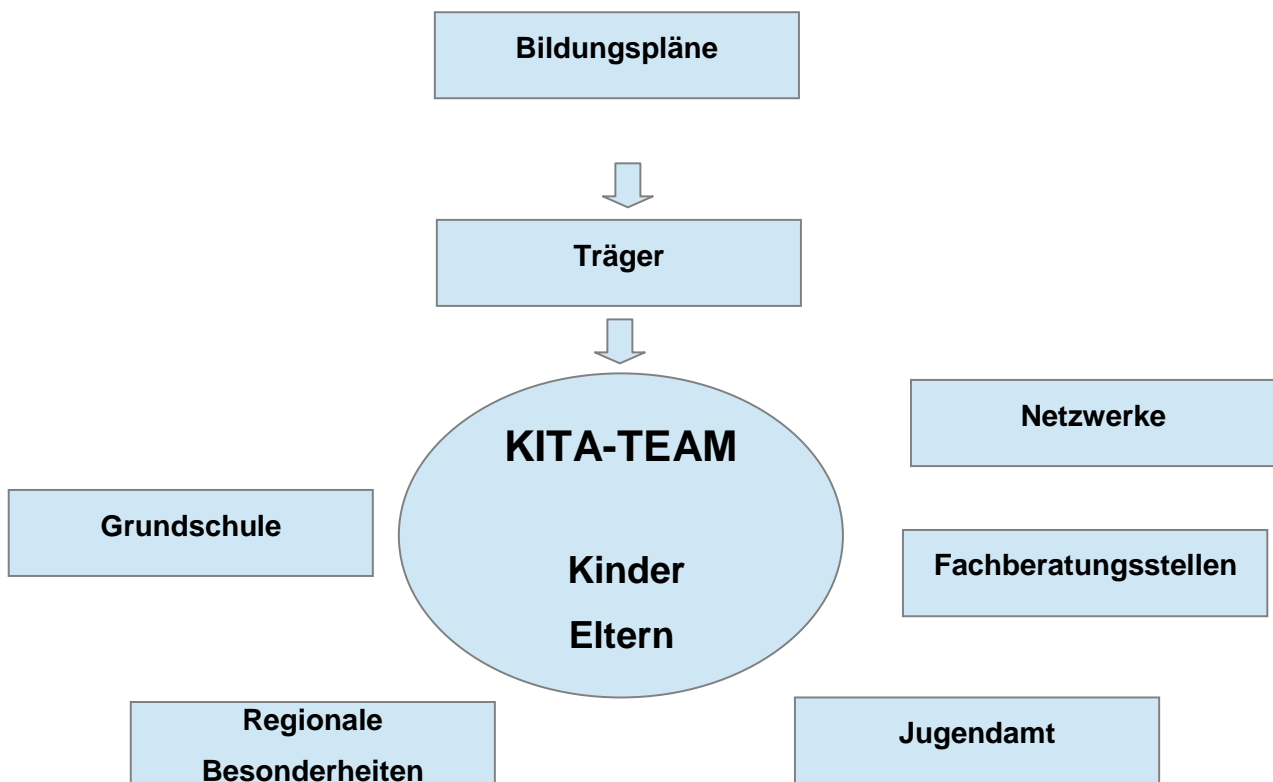 Bildungspläne
Träger
KITA-TEAM
Kinder
Eltern
Netzwerke
Grundschule
Fachberatungsstellen
Regionale
Besonderheiten
Jugendamt